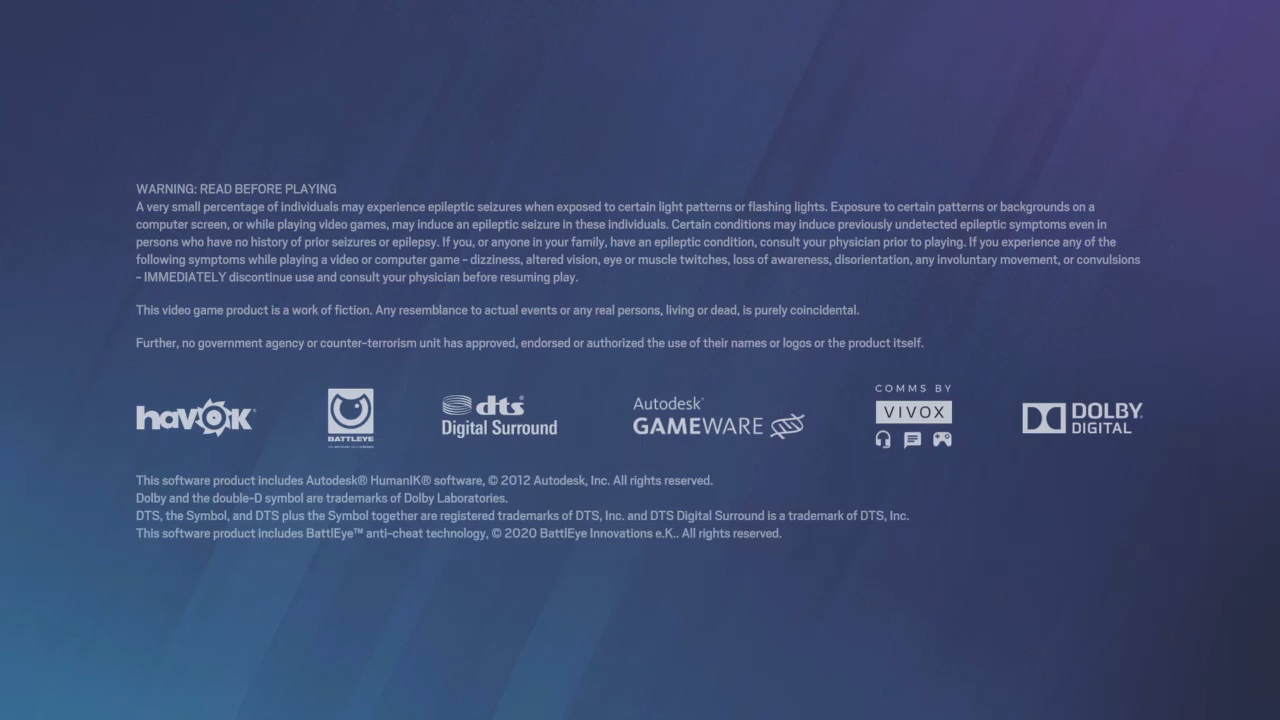 WARNING: READ BEFORE PLAYING
A very small percentage of individuals may experience epileptic seizures when exposed to certain light patterns or flashing lights. Exposure to certain patterns or backgrounds on a
computer screen, or while playing video games, may induce an epileptic seizure in these individuals. Certain conditions may induce previously undetected epileptic symptoms even in
persons who have no history of prior seizures or epilepsy. If you, or anyone in your family, have an epileptic condition, consult your physician prior to playing. If you experience any of the
following symptoms while playing a video or computer game - dizziness, altered vision, eye or muscle twitches, loss of awareness, disorientation, any involuntary movement, or convulsions
- IMMEDIATELY discontinue use and consult your physician before resuming play.
This video game product is a work of fiction. Any resemblance to actual events or any real persons, living or dead, is purely coincidental.
Further, no government agency or counter-terrorism unit has approved, endorsed or authorized the use of their names or logos or the product itself.
havok®
BATTLEYE
dts®
Digital Surround
Autodesk®
GAMEWARE
COMMS BY
VIVOX
DOLBY®
DIGITAL
This software product includes Autodesk® HumanIK® software, © 2012 Autodesk, Inc. All rights reserved.
Dolby and the double-D symbol are trademarks of Dolby Laboratories.
DTS, the Symbol, and DTS plus the Symbol together are registered trademarks of DTS, Inc. and DTS Digital Surround is a trademark of DTS, Inc.
This software product includes BattlEye™ anti-cheat technology, © 2020 BattlEye Innovations e.K.. All rights reserved.